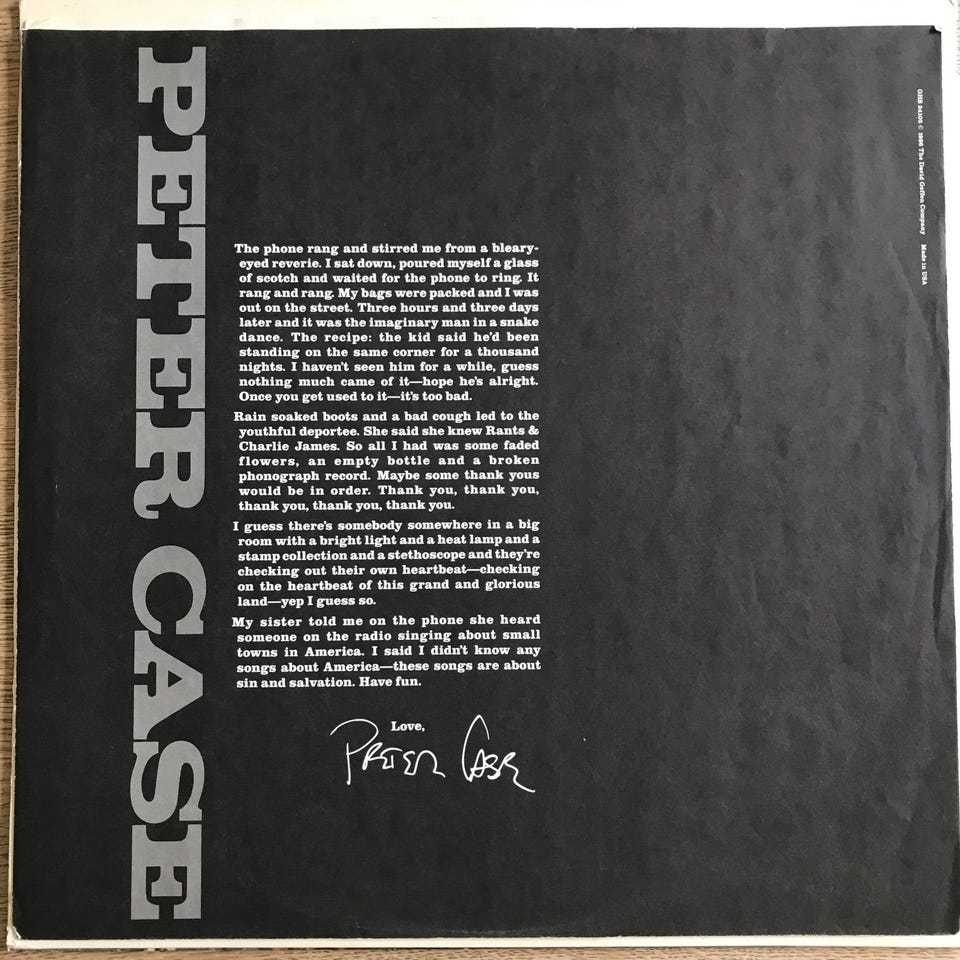 PETER CASE
The phone rang and stirred me from a bleary-
eyed reverie. I sat down, poured myself a glass
of scotch and waited for the phone to ring. It
rang and rang. My bags were packed and I was
out on the street. Three hours and three days
later and it was the imaginary man in a snake
dance. The recipe: the kid said he'd been
standing on the same corner for a thousand
nights. I haven't seen him for a while, guess
nothing much came of it—hope he's alright.
Once you get used to it—it's too bad.
Rain soaked boots and a bad cough led to the
youthful deportee. She said she knew Rants &
Charlie James. So all I had was some faded
flowers, an empty bottle and a broken
phonograph record. Maybe some thank yous
would be in order. Thank you, thank you,
thank you, thank you, thank you.
I guess there's somebody somewhere in a big
room with a bright light and a heat lamp and a
stamp collection and a stethoscope and they're
checking out their own heartbeat—checking
on the heartbeat of this grand and glorious
land—yep I guess so.
My sister told me on the phone she heard
someone on the radio singing about small
towns in America. I said I didn't know any
songs about America—these songs are about
sin and salvation. Have fun.
Love,
PETER CASE
GHS 24105 © 1986 The David Geffen Company Made in USA